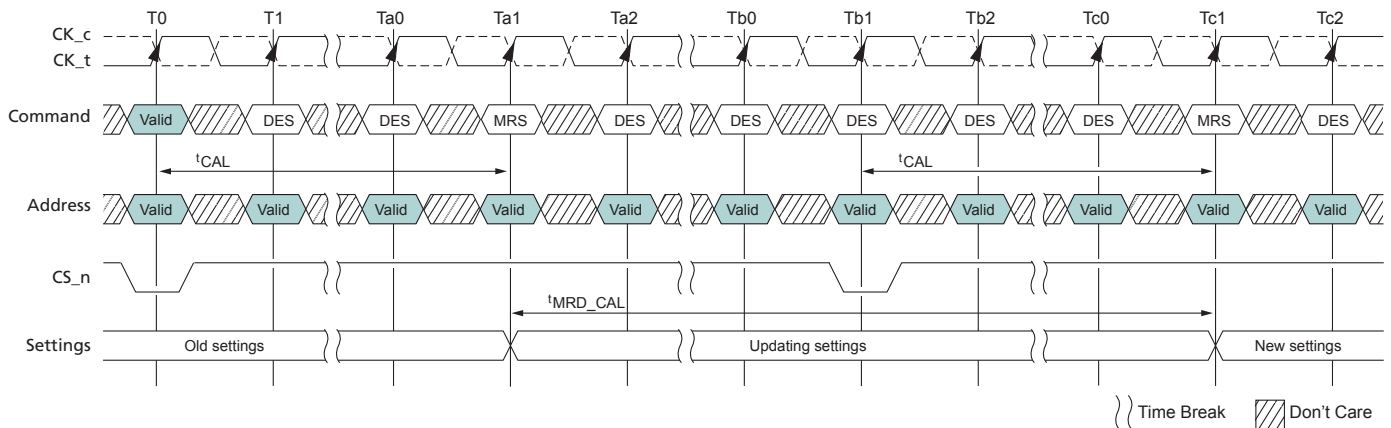 T0 T1 Ta0 Ta1 Ta2 Tb0 Tb1 Tb2 Tc0 Tc1 Tc2
CK_c
CK_t
Command Valid DES DES MRS DES DES DES DES DES MRS DES
tCAL tCAL
Address Valid Valid Valid Valid Valid Valid Valid Valid Valid Valid Valid
CS_n
tMRD_CAL
Settings Old settings Updating settings New settings
Time Break Don't Care